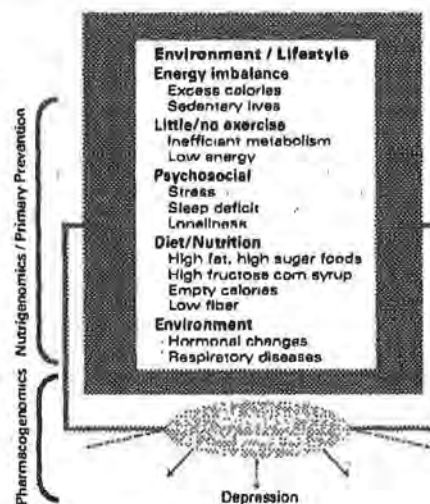 Environment / Lifestyle
Energy imbalance
Excess calories
Sedentary lives
Little/no exercise
Inefficient metabolism
Low energy
Psychosocial
Stress
Sleep deficit
Loneliness
Diet/Nutrition
High fat, high sugar foods
High fructose corn syrup
Empty calories
Low fiber
Environment
Hormonal changes
Respiratory diseases
Nutrigenomics / Primary Prevention
Pharmacogenomics
Depression